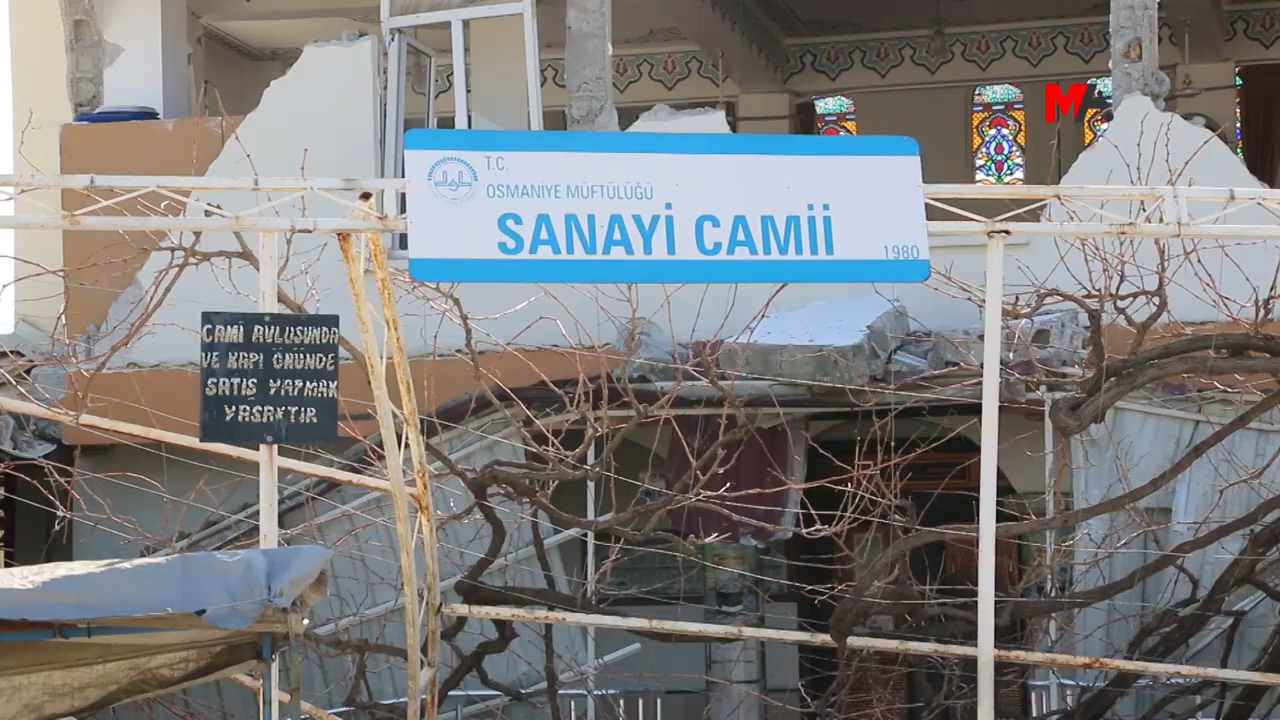 M
T.C.
OSMANİYE MÜFTÜLÜĞÜ
SANAYİ CAMİİ
1980
CAMİ AVLUSUNDA
VE KAPI ÖNÜNDE
SATIŞ YAPMAK
YASAKTIR